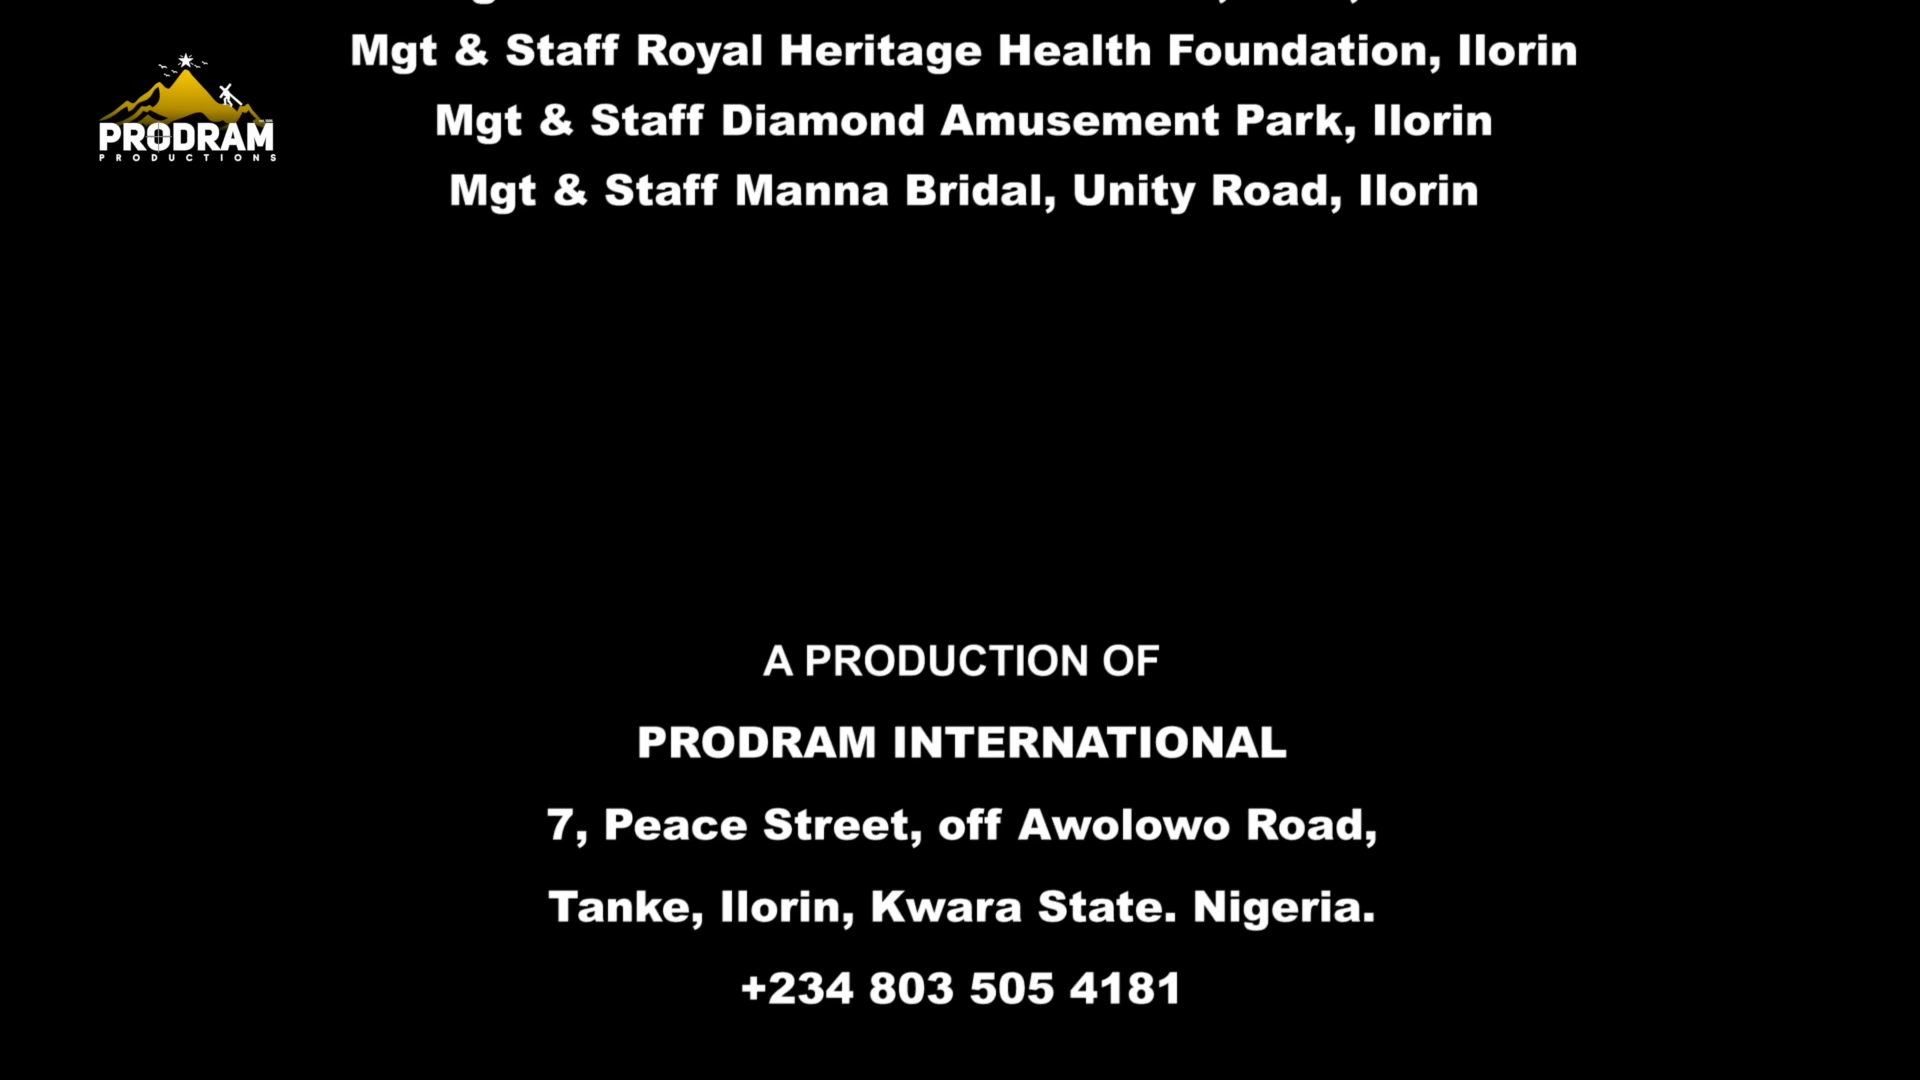 Mgt & Staff Royal Heritage Health Foundation, Ilorin
Mgt & Staff Diamond Amusement Park, Ilorin
Mgt & Staff Manna Bridal, Unity Road, Ilorin
PRODRAM
PRODUCTIONS
A PRODUCTION OF
PRODRAM INTERNATIONAL
7, Peace Street, off Awolowo Road,
Tanke, Ilorin, Kwara State. Nigeria.
+234 803 505 4181